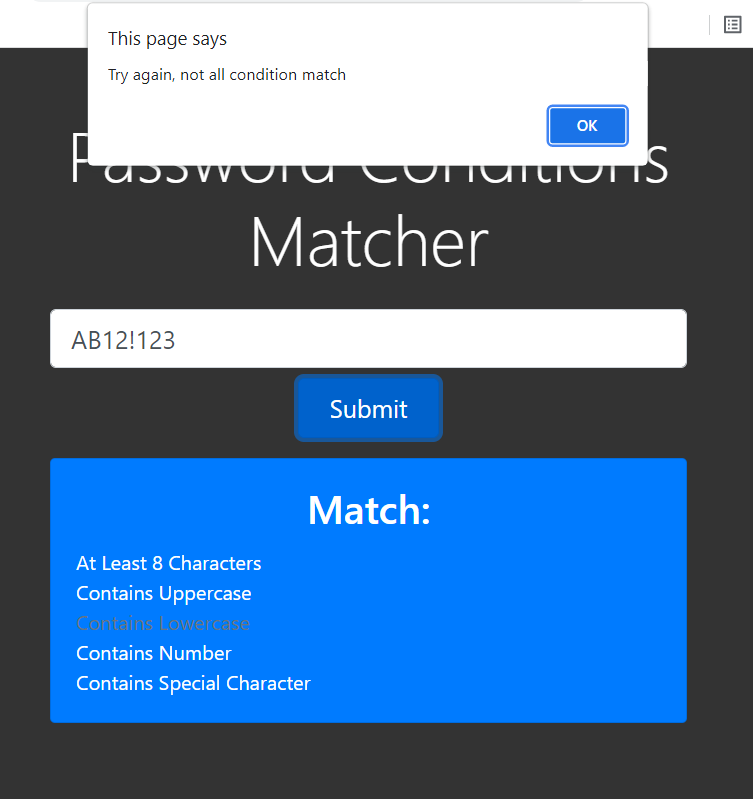 This page says
Try again, not all condition match
OK
Password Conditions
Matcher
AB12!123
Submit
Match:
At Least 8 Characters
Contains Uppercase
Contains Lowercase
Contains Number
Contains Special Character